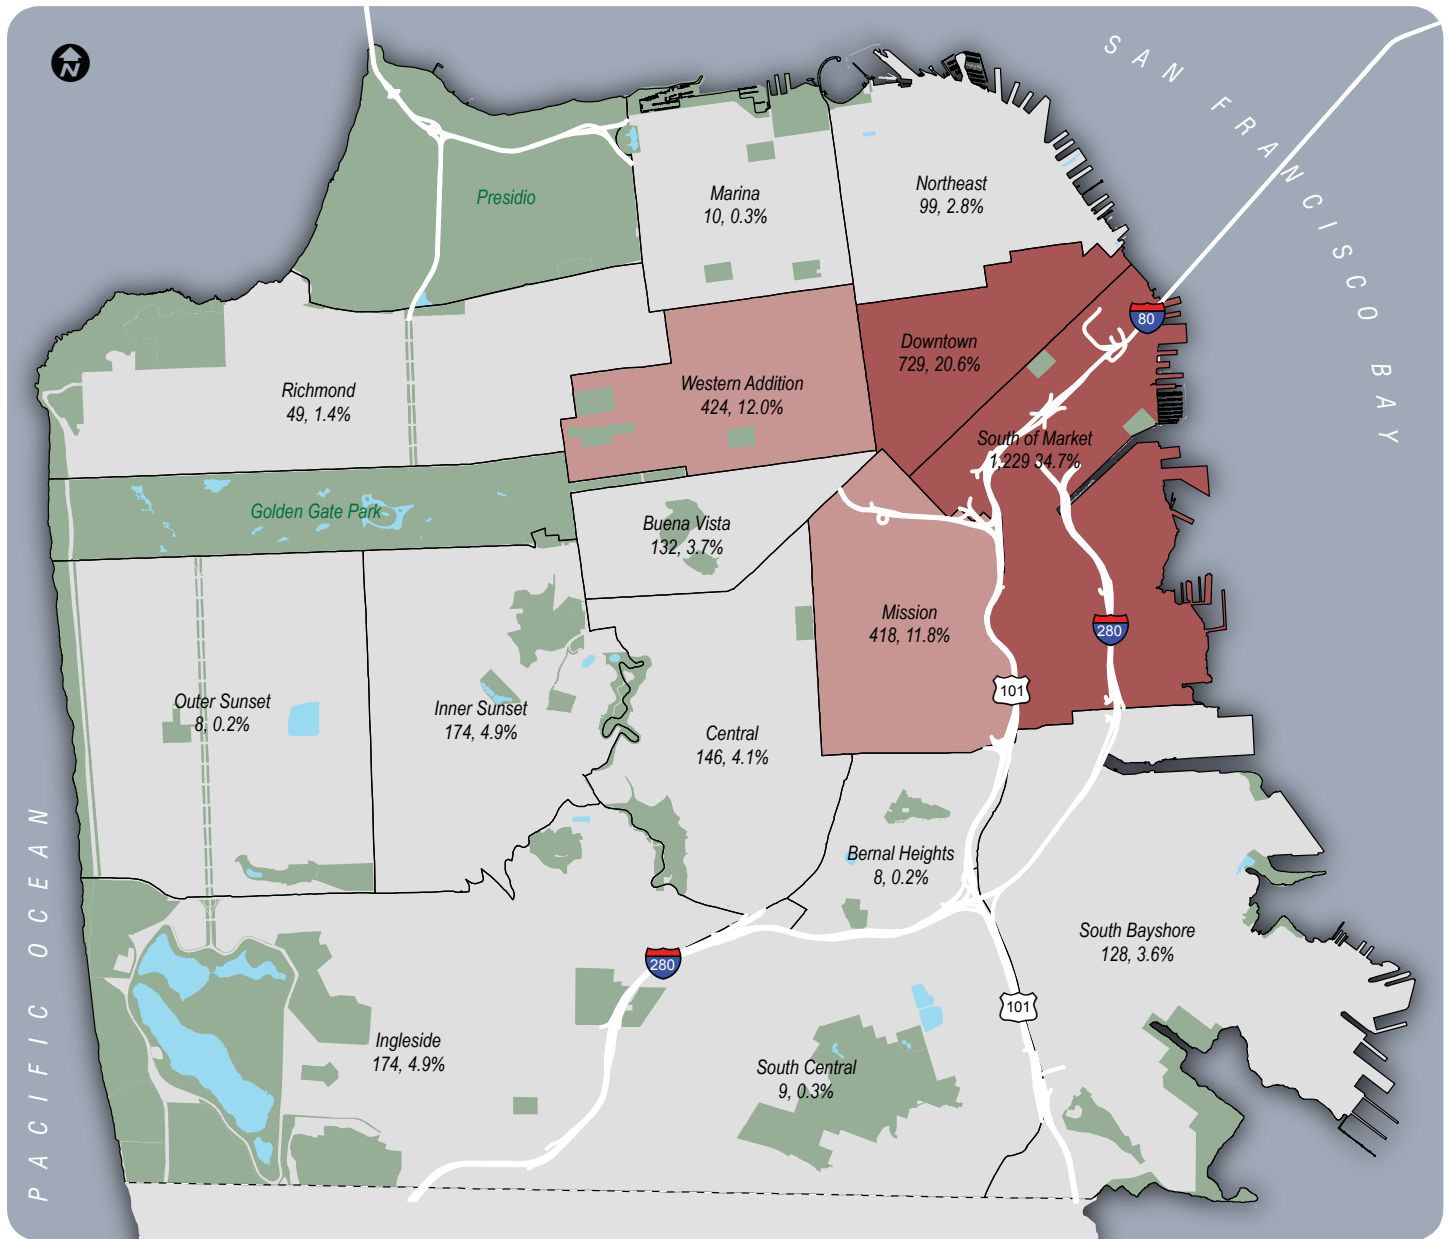 N
SAN FRANCISCO BAY
Presidio
Marina
10, 0.3%
Northeast
99, 2.8%
80
Downtown
729, 20.6%
Richmond
49, 1.4%
Western Addition
424, 12.0%
South of Market
1,229 34.7%
Golden Gate Park
Buena Vista
132, 3.7%
Mission
418, 11.8%
280
101
Outer Sunset
8, 0.2%
Inner Sunset
174, 4.9%
Central
146, 4.1%
Bernal Heights
8, 0.2%
PACIFIC OCEAN
South Bayshore
128, 3.6%
280
101
Ingleside
174, 4.9%
South Central
9, 0.3%